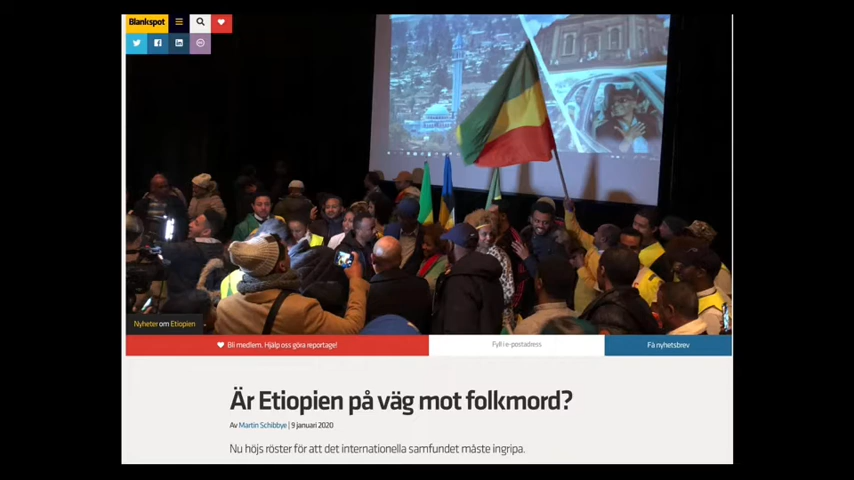 Blankspot
Nyheter om Etiopien
Bli medlem. Hjälp oss göra reportage!
Fyll i e-postadress
Få nyhetsbrev
Är Etiopien på väg mot folkmord?
Av Martin Schibbye | 9 januari 2020
Nu höjs röster för att det internationella samfundet måste ingripa.